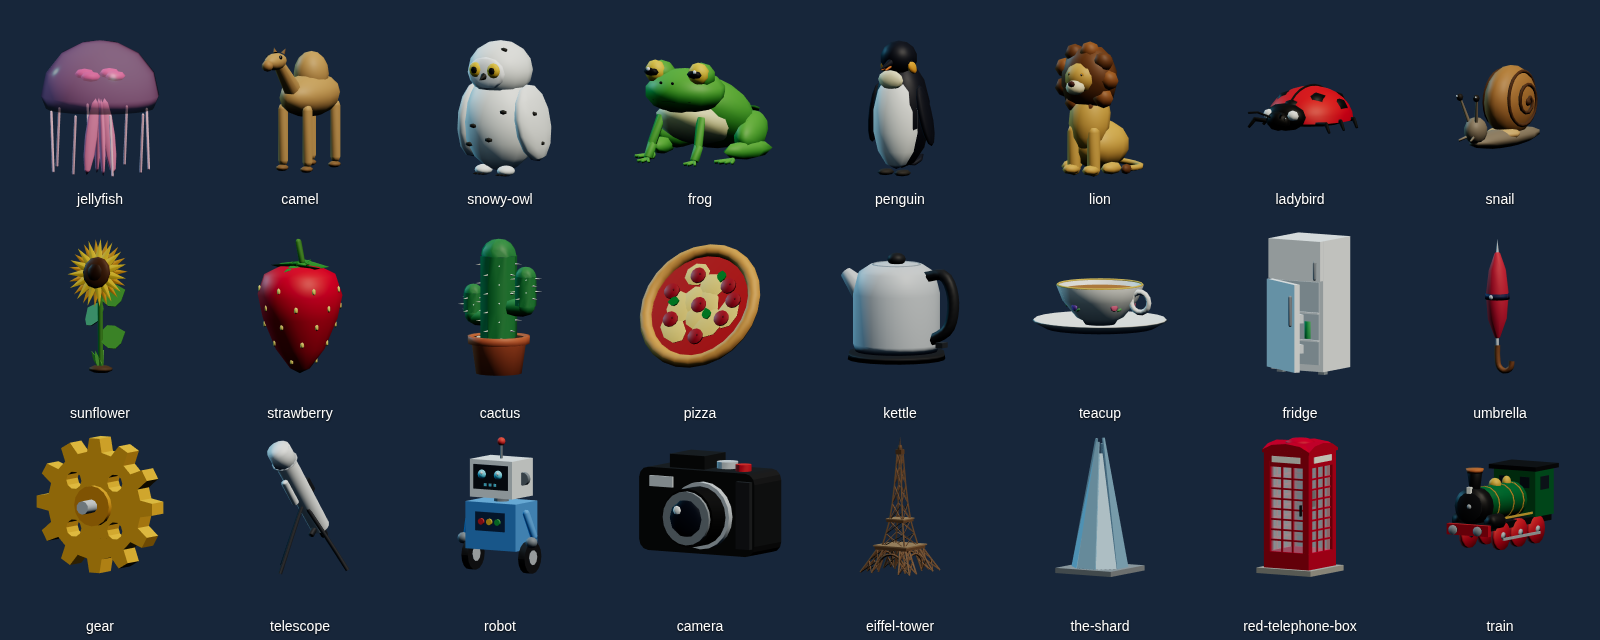 jellyfish camel snowy-owl frog penguin lion ladybird snail
sunflower strawberry cactus pizza kettle teacup fridge umbrella
gear telescope robot camera eiffel-tower the-shard red-telephone-box train